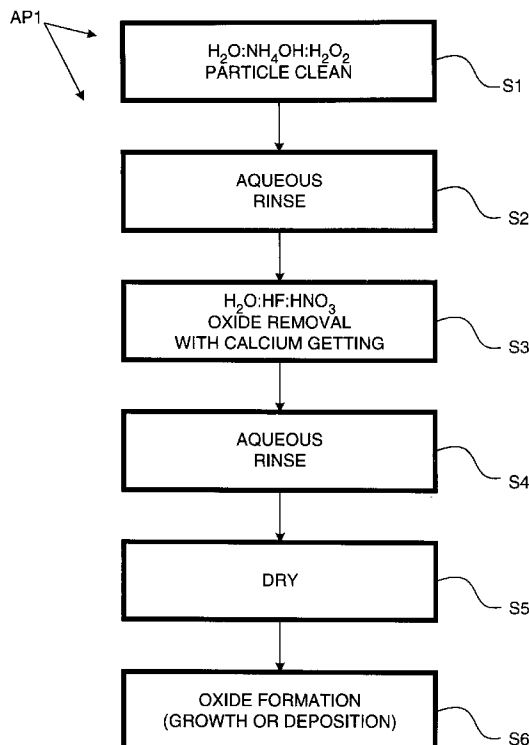 AP1
H₂O:NH₄OH:H₂O₂
PARTICLE CLEAN
S1
AQUEOUS
RINSE
S2
H₂O:HF:HNO₃
OXIDE REMOVAL
WITH CALCIUM GETTING
S3
AQUEOUS
RINSE
S4
DRY
S5
OXIDE FORMATION
(GROWTH OR DEPOSITION)
S6